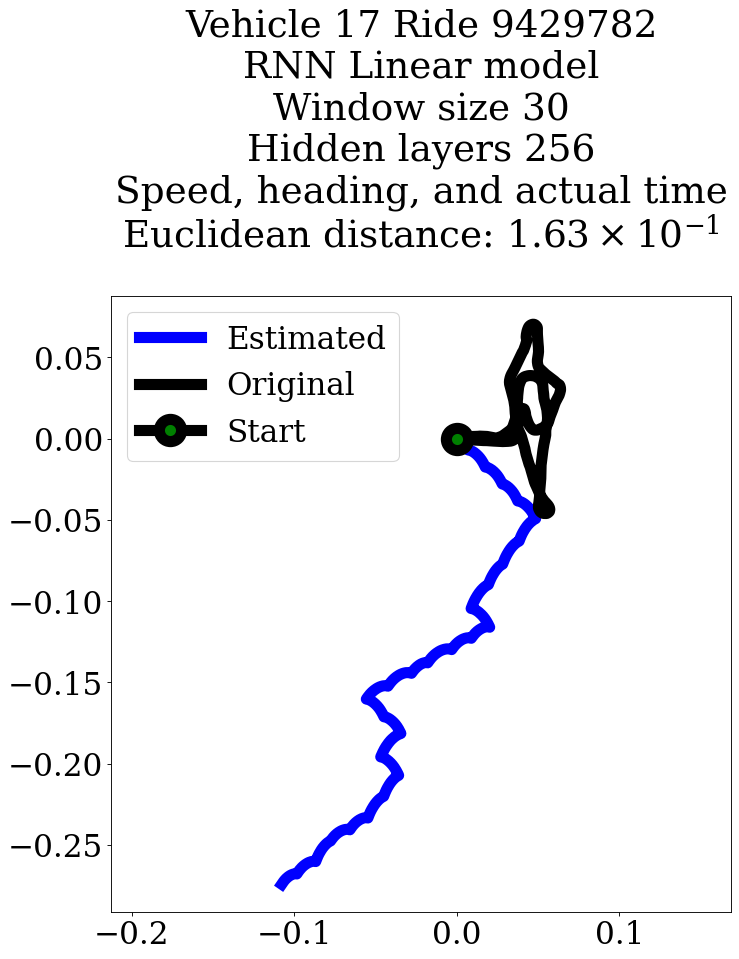 Vehicle 17 Ride 9429782
RNN Linear model
Window size 30
Hidden layers 256
Speed, heading, and actual time
Euclidean distance: 1.63 × 10⁻¹
Estimated
Original
Start
0.05
0.00
−0.05
−0.10
−0.15
−0.20
−0.25
−0.2 −0.1 0.0 0.1